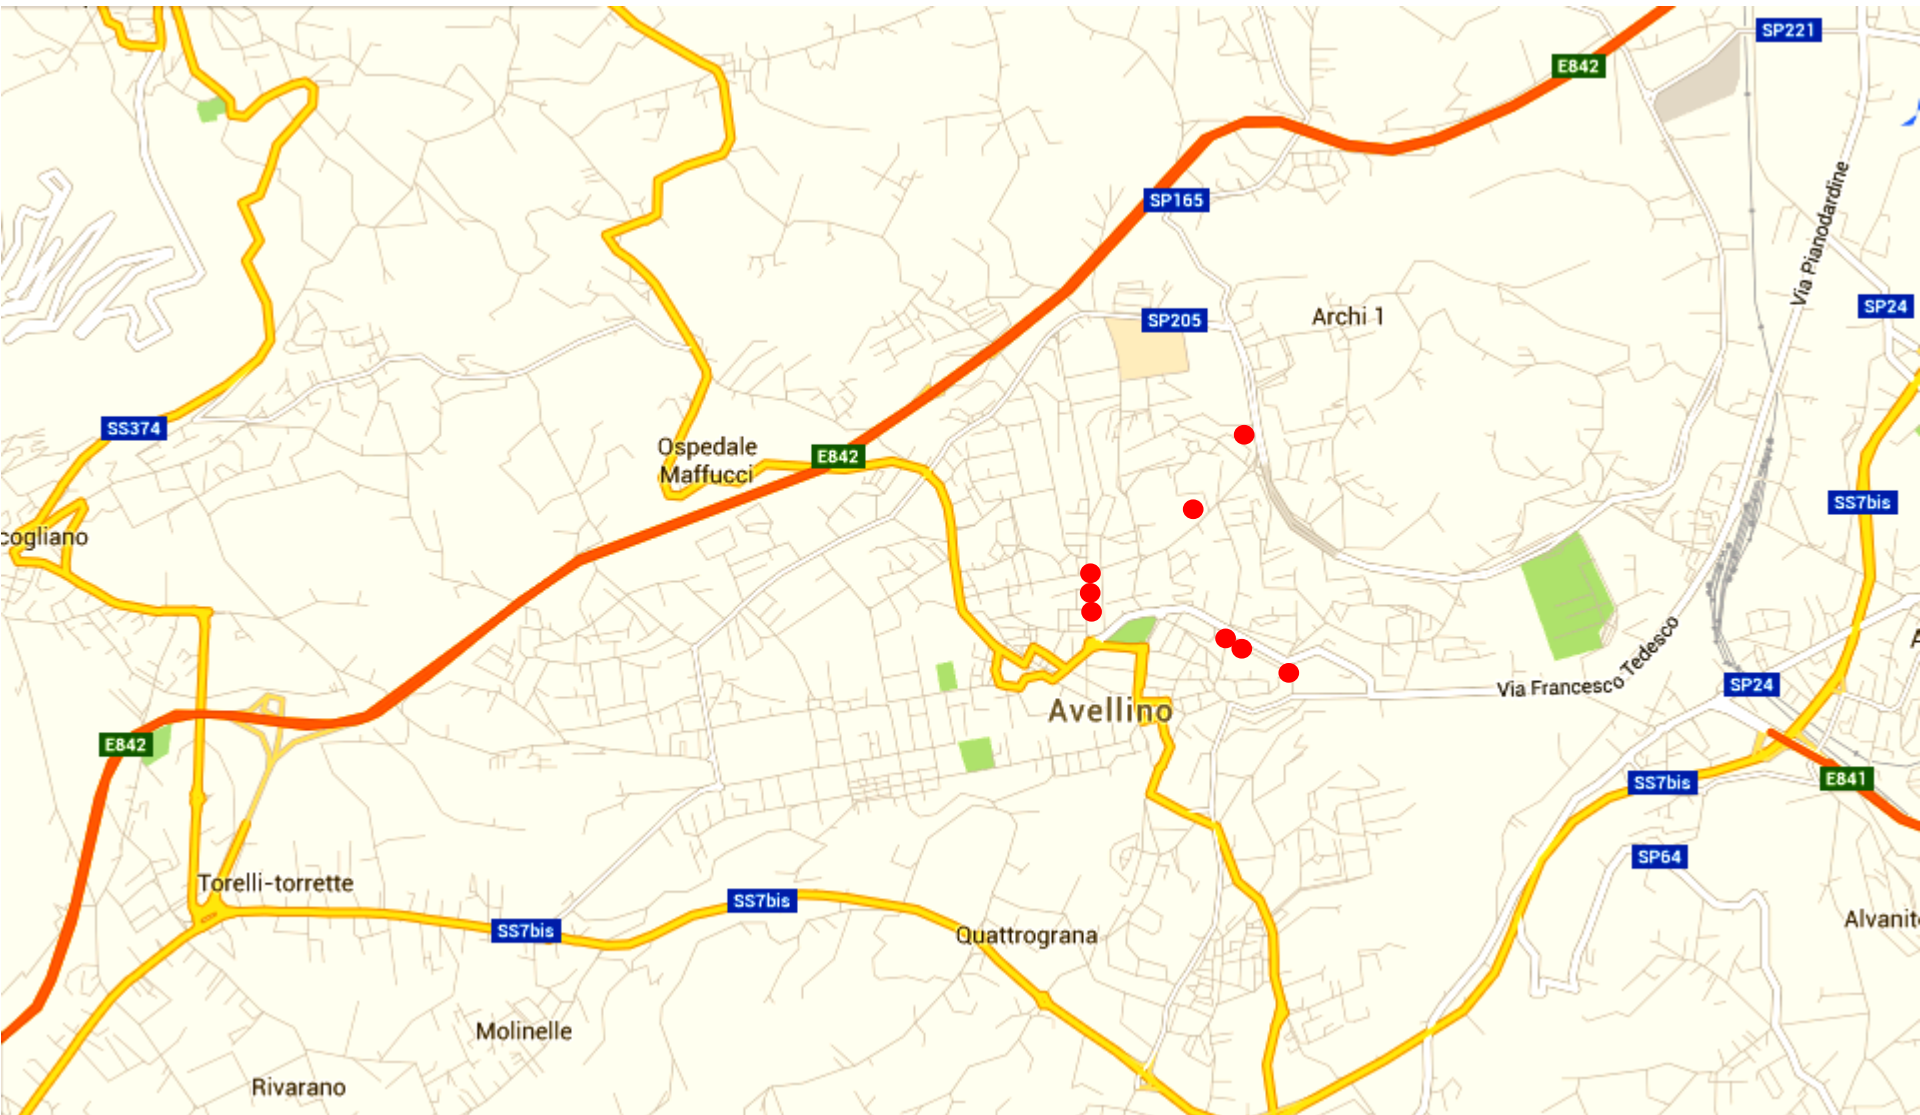 SP221
E842
SP165
Via Pianodardine
SP24
SP205
Archi 1
SS374
Ospedale
Maffucci
E842
SS7bis
cogliano
Via Francesco Tedesco
SP24
Avellino
E842
SS7bis
E841
SP64
Torelli-torrette
SS7bis
SS7bis
Quattrograna
Alvanit
Molinelle
Rivarano